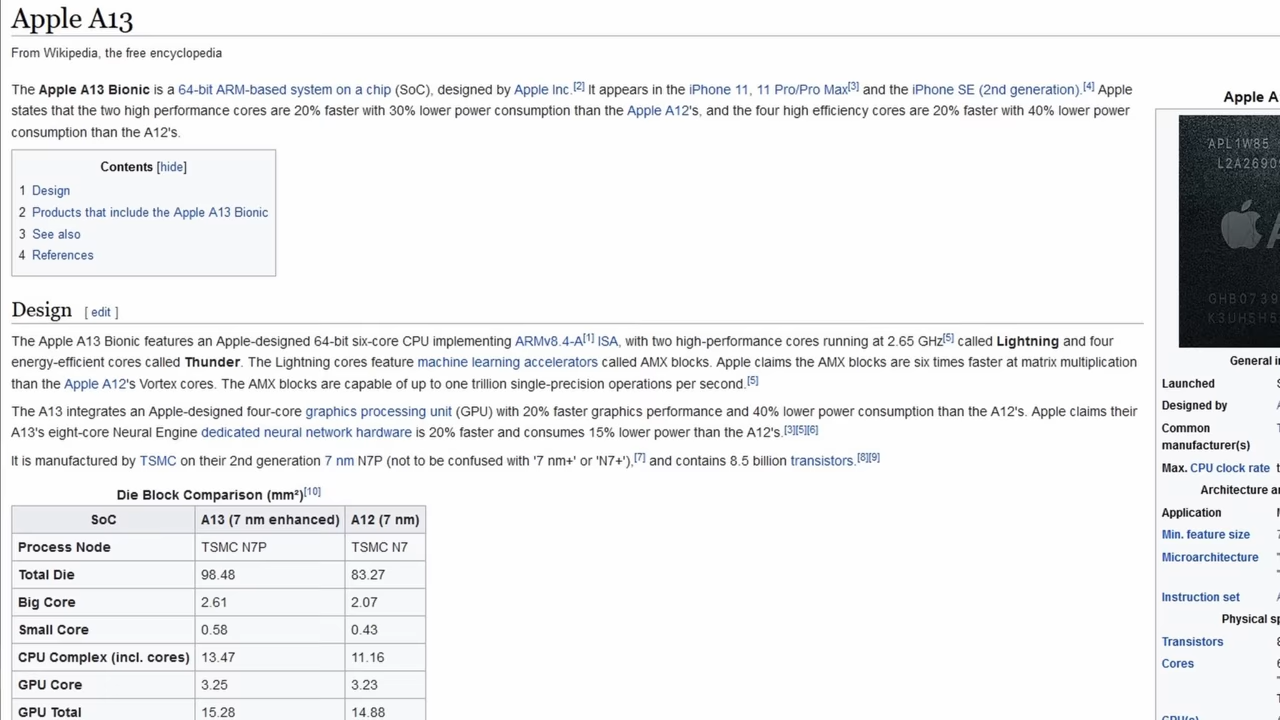 Apple A13
From Wikipedia, the free encyclopedia
The Apple A13 Bionic is a 64-bit ARM-based system on a chip (SoC), designed by Apple Inc.[2] It appears in the iPhone 11, 11 Pro/Pro Max[3] and the iPhone SE (2nd generation).[4] Apple
states that the two high performance cores are 20% faster with 30% lower power consumption than the Apple A12's, and the four high efficiency cores are 20% faster with 40% lower power
consumption than the A12's.
Contents [hide]
1 Design
2 Products that include the Apple A13 Bionic
3 See also
4 References
Design [ edit ]
The Apple A13 Bionic features an Apple-designed 64-bit six-core CPU implementing ARMv8.4-A[1] ISA, with two high-performance cores running at 2.65 GHz[5] called Lightning and four
energy-efficient cores called Thunder. The Lightning cores feature machine learning accelerators called AMX blocks. Apple claims the AMX blocks are six times faster at matrix multiplication
than the Apple A12's Vortex cores. The AMX blocks are capable of up to one trillion single-precision operations per second.[5]
The A13 integrates an Apple-designed four-core graphics processing unit (GPU) with 20% faster graphics performance and 40% lower power consumption than the A12's. Apple claims their
A13's eight-core Neural Engine dedicated neural network hardware is 20% faster and consumes 15% lower power than the A12's.[3][5][6]
It is manufactured by TSMC on their 2nd generation 7 nm N7P (not to be confused with '7 nm+' or 'N7+'),[7] and contains 8.5 billion transistors.[8][9]
Die Block Comparison (mm²)[10]
SoC A13 (7 nm enhanced) A12 (7 nm)
Process Node TSMC N7P TSMC N7
Total Die 98.48 83.27
Big Core 2.61 2.07
Small Core 0.58 0.43
CPU Complex (incl. cores) 13.47 11.16
GPU Core 3.25 3.23
GPU Total 15.28 14.88
Apple A
APL1W85
General i
Launched
Designed by
Common
manufacturer(s)
Max. CPU clock rate
Architecture a
Application
Min. feature size
Microarchitecture
Instruction set
Physical sp
Transistors
Cores